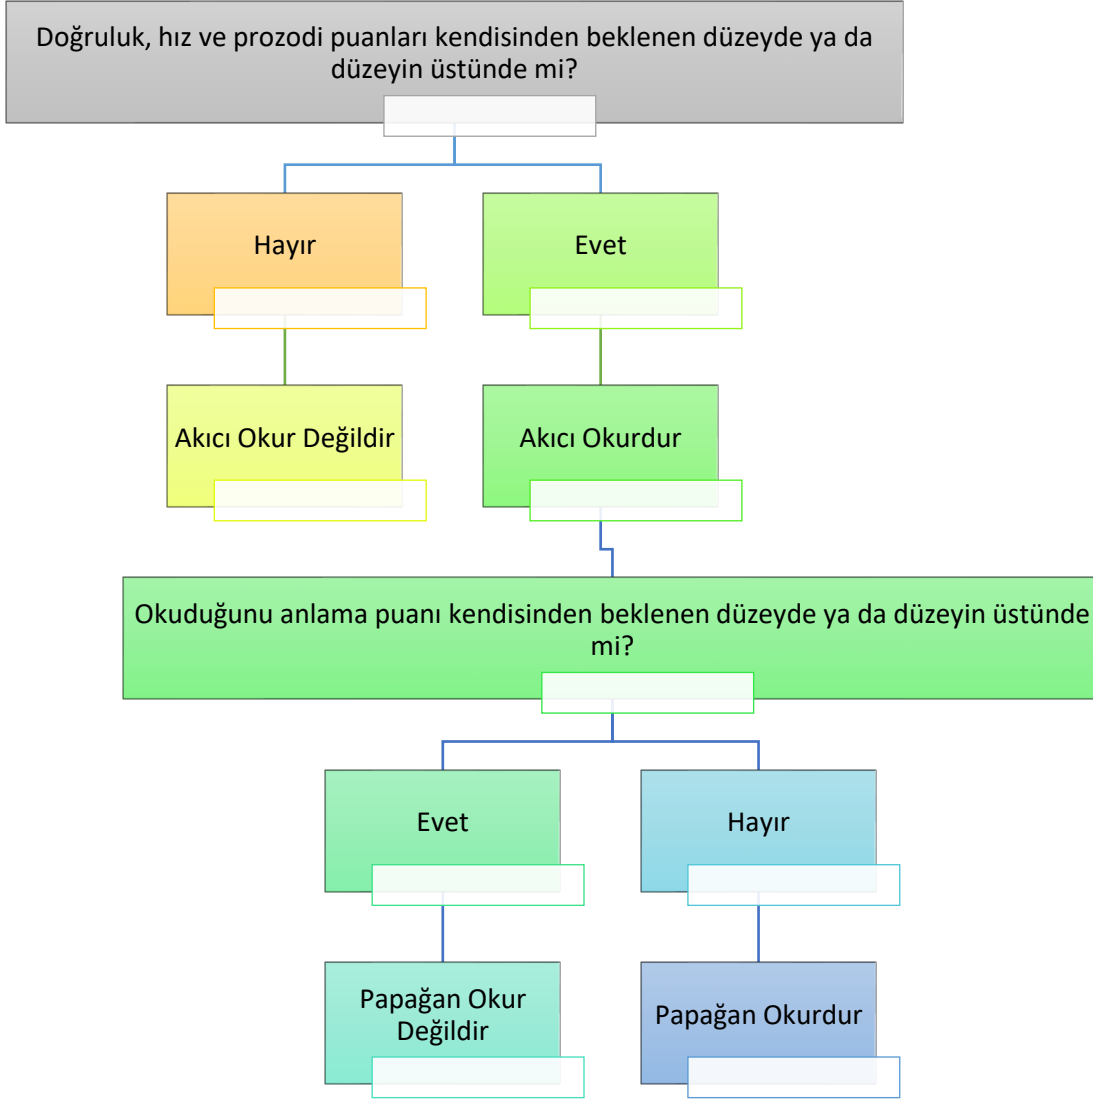 Doğruluk, hız ve prozodi puanları kendisinden beklenen düzeyde ya da
düzeyin üstünde mi?
Hayır
Evet
Akıcı Okur Değildir
Akıcı Okurdur
Okuduğunu anlama puanı kendisinden beklenen düzeyde ya da düzeyin üstünde
mi?
Evet
Hayır
Papağan Okur
Değildir
Papağan Okurdur